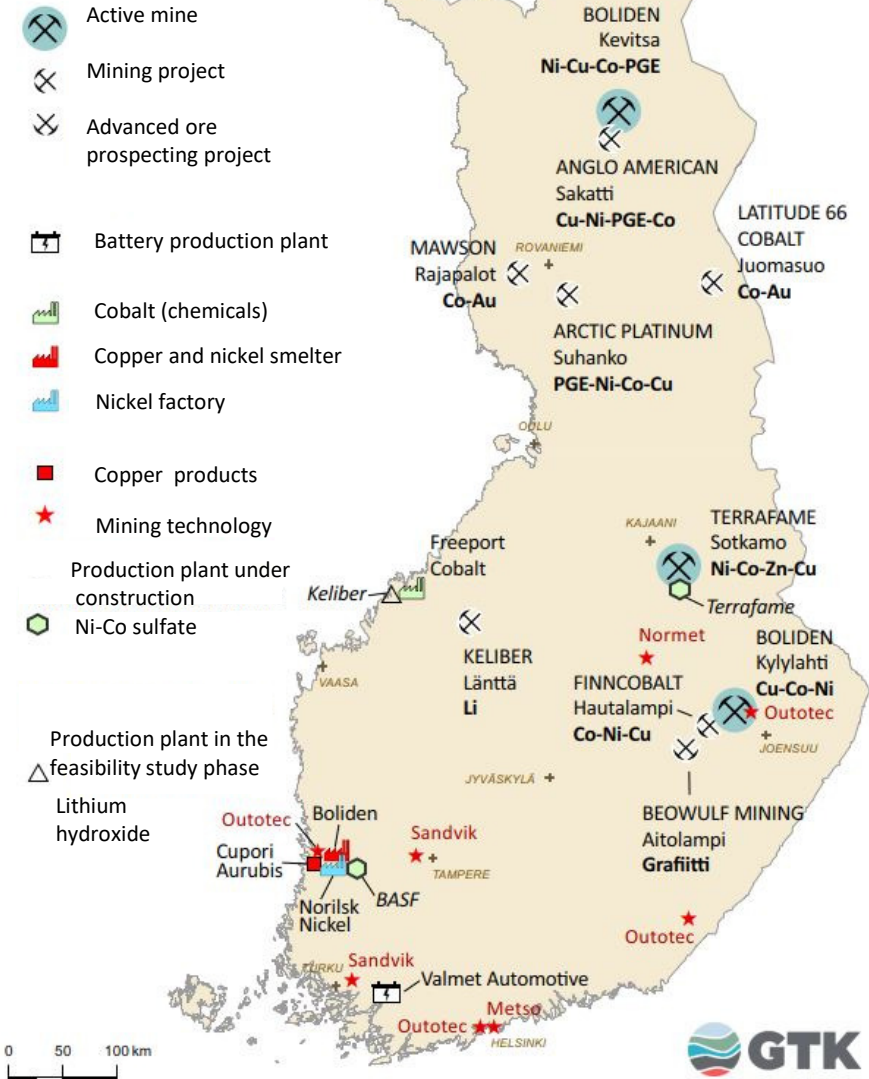 Active mine
Mining project
Advanced ore
prospecting project
Battery production plant
Cobalt (chemicals)
Copper and nickel smelter
Nickel factory
Copper products
Mining technology
Production plant under
construction
Ni-Co sulfate
Production plant in the
feasibility study phase
Lithium
hydroxide
BOLIDEN
Kevitsa
Ni-Cu-Co-PGE
ANGLO AMERICAN
Sakatti
Cu-Ni-PGE-Co
LATITUDE 66
COBALT
Juomasuo
Co-Au
MAWSON
Rajapalot
Co-Au
ROVANIEMI
ARCTIC PLATINUM
Suhanko
PGE-Ni-Co-Cu
OULU
KAJAANI
TERRAFAME
Sotkamo
Ni-Co-Zn-Cu
Terrafame
Freeport
Cobalt
Keliber
KELIBER
Länttä
Li
VAASA
Normet
BOLIDEN
Kylylahti
Cu-Co-Ni
Outotec
JOENSUU
FINNCOBALT
Hautalampi
Co-Ni-Cu
JYVÄSKYLÄ
BEOWULF MINING
Aitolampi
Grafiitti
Outotec
Boliden
Cupori
Aurubis
Norilsk
Nickel
BASF
Sandvik
TAMPERE
Outotec
TURKU
Sandvik
Valmet Automotive
Outotec
Metso
HELSINKI
0 50 100 km
GTK